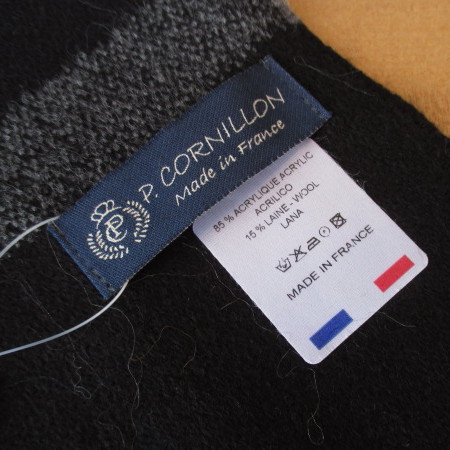 P. CORNILLON
Made in France
85 % ACRYLIQUE ACRYLIC
ACRILICO
15 % LAINE - WOOL
LANA
MADE IN FRANCE